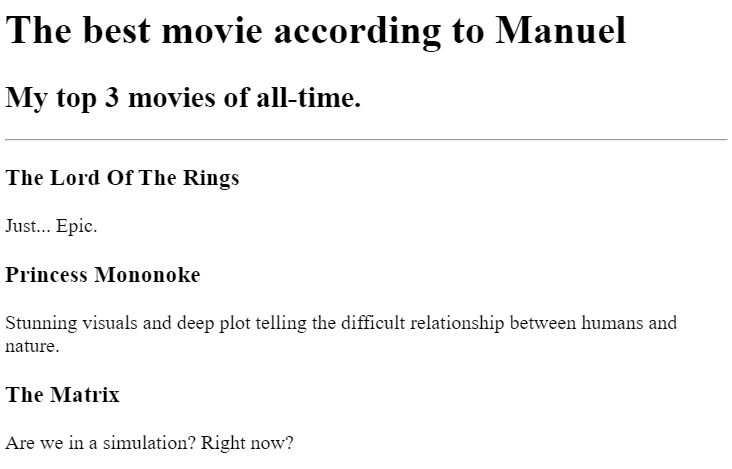 The best movie according to Manuel
My top 3 movies of all-time.
The Lord Of The Rings
Just... Epic.
Princess Mononoke
Stunning visuals and deep plot telling the difficult relationship between humans and
nature.
The Matrix
Are we in a simulation? Right now?